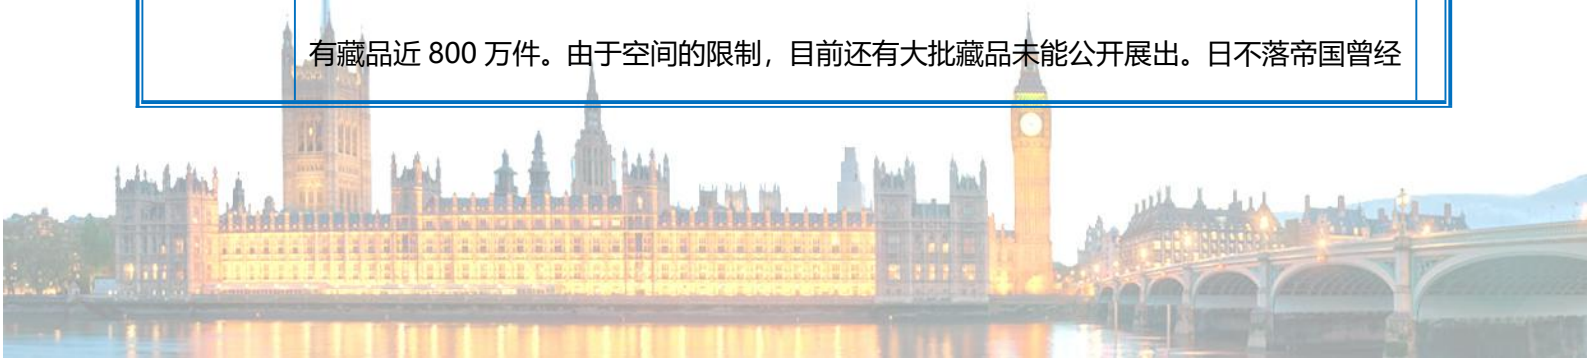 有藏品近 800 万件。由于空间的限制，目前还有大批藏品未能公开展出。日不落帝国曾经